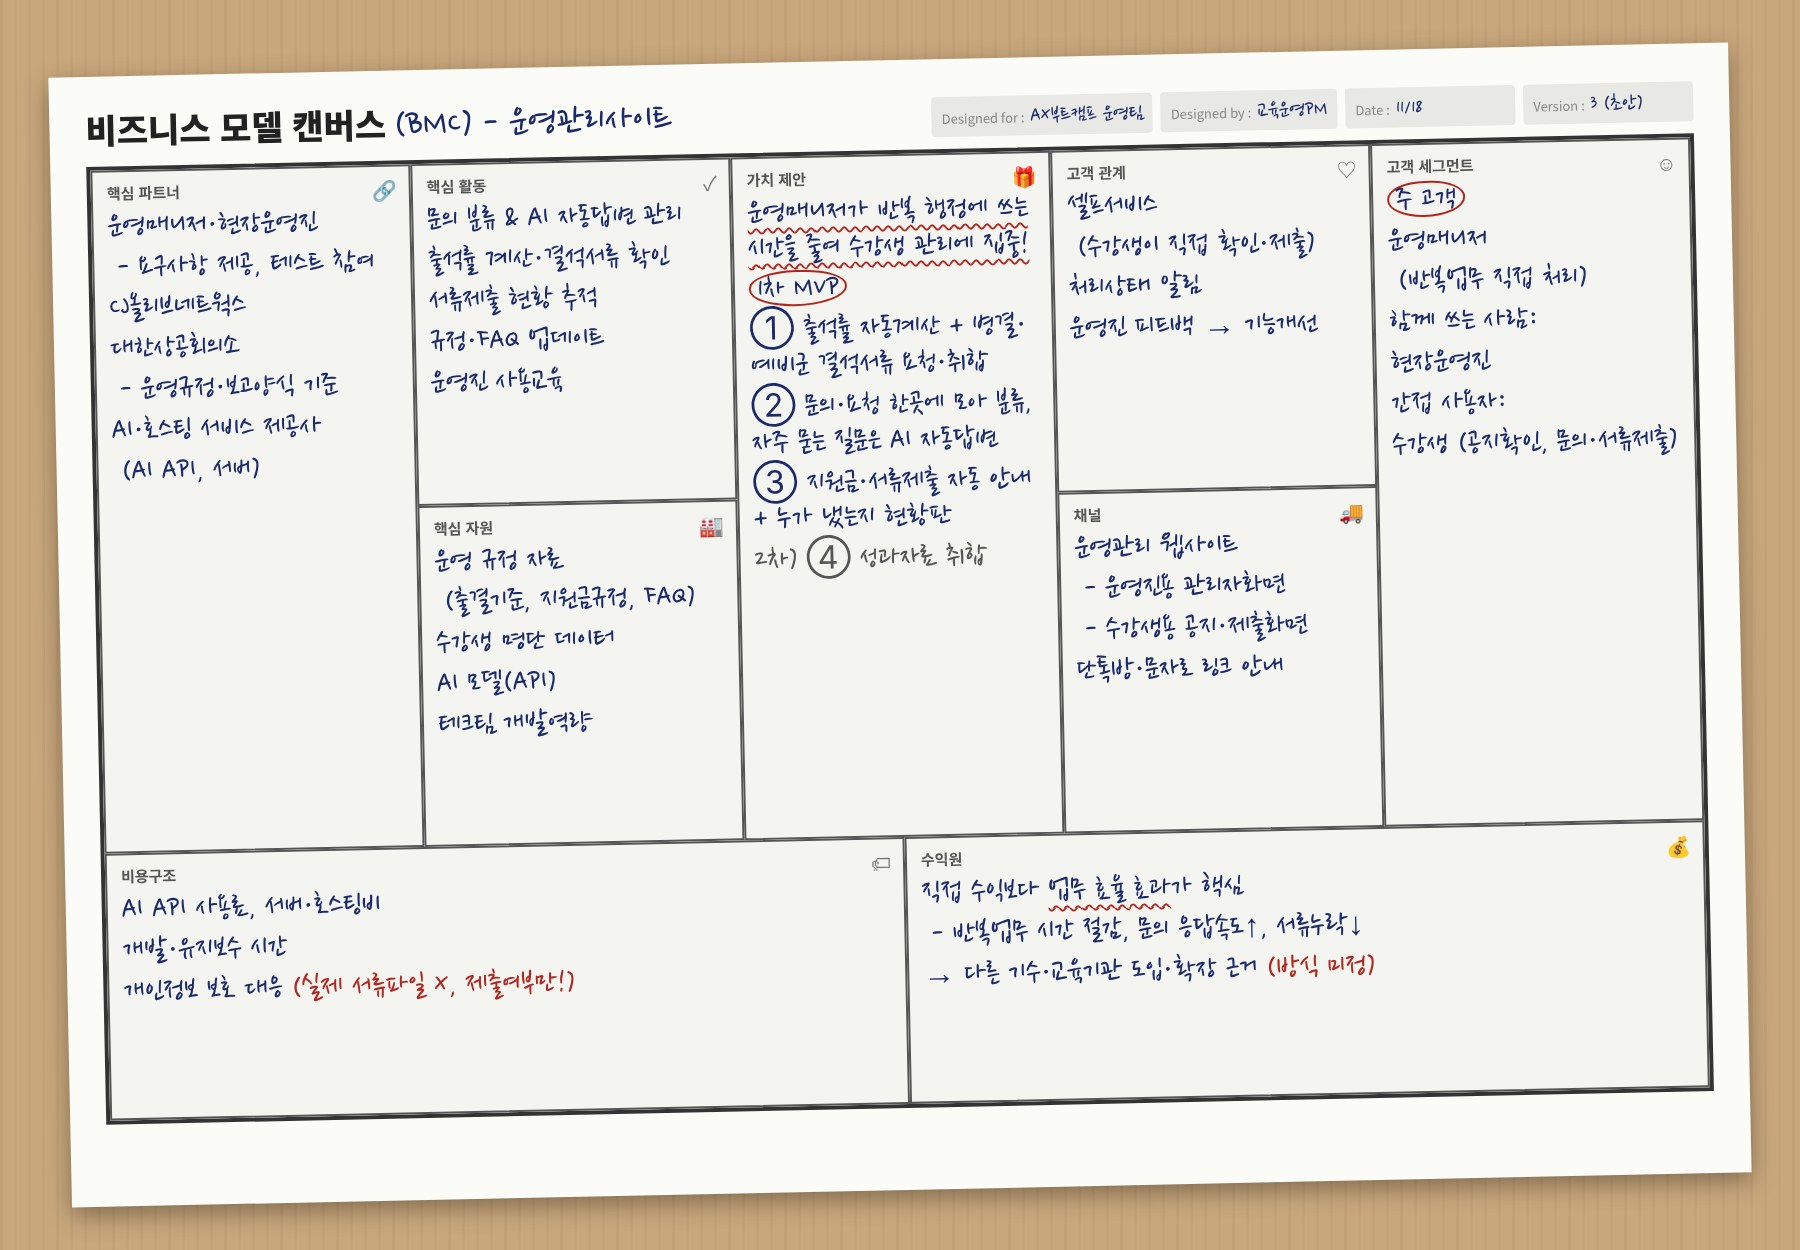 비즈니스 모델 캔버스 (BMC) - 운영관리사이트
Designed for : AX부트캠프 운영팀
Designed by : 교육운영PM
Date : 11/18
Version : 3 (초안)
핵심 파트너
운영매니저·현장운영진
- 요구사항 제공, 테스트 참여
CJ올리브네트웍스
대한상공회의소
- 운영규정·보고양식 기준
AI·호스팅 서비스 제공사
(AI API, 서버)
핵심 활동
문의 분류 & AI 자동답변 관리
출석률 계산·결석서류 확인
서류제출 현황 추적
규정·FAQ 업데이트
운영진 사용교육
핵심 자원
운영 규정 자료
(출결기준, 지원금규정, FAQ)
수강생 명단 데이터
AI 모델(API)
테크팀 개발역량
가치 제안
운영매니저가 반복 행정에 쓰는
시간을 줄여 수강생 관리에 집중!
1차 MVP
① 출석률 자동계산 + 병결·
예비군 결석서류 요청·취합
② 문의·요청 한곳에 모아 분류,
자주 묻는 질문은 AI 자동답변
③ 지원금·서류제출 자동 안내
+ 누가 냈는지 현황판
2차) ④ 성과자료 취합
고객 관계
셀프서비스
(수강생이 직접 확인·제출)
처리상태 알림
운영진 피드백 → 기능개선
채널
운영관리 웹사이트
- 운영진용 관리자화면
- 수강생용 공지·제출화면
단톡방·문자로 링크 안내
고객 세그먼트
주 고객
운영매니저
(반복업무 직접 처리)
함께 쓰는 사람:
현장운영진
간접 사용자:
수강생 (공지확인, 문의·서류제출)
비용구조
AI API 사용료, 서버·호스팅비
개발·유지보수 시간
개인정보 보호 대응 (실제 서류파일 X, 제출여부만!)
수익원
직접 수익보다 업무 효율 효과가 핵심
- 반복업무 시간 절감, 문의 응답속도↑, 서류누락↓
→ 다른 기수·교육기관 도입·확장 근거 (방식 미정)